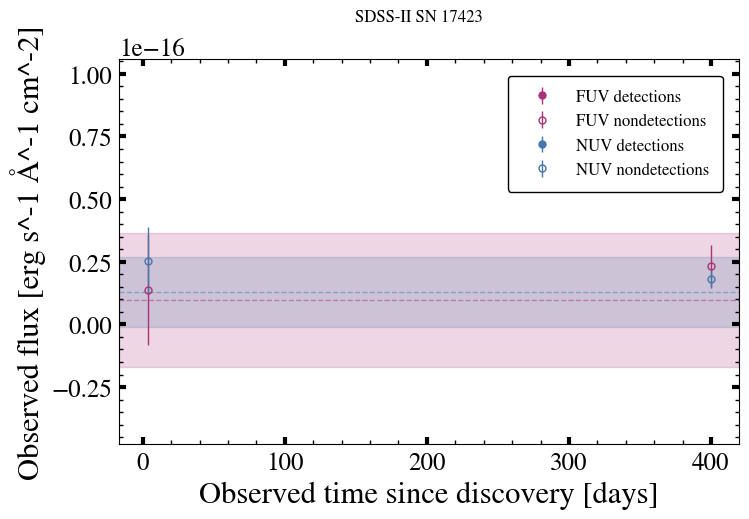 SDSS-II SN 17423
1e−16
1.00
0.75
0.50
0.25
0.00
−0.25
Observed flux [erg s^-1 Å^-1 cm^-2]
FUV detections
FUV nondetections
NUV detections
NUV nondetections
0 100 200 300 400
Observed time since discovery [days]